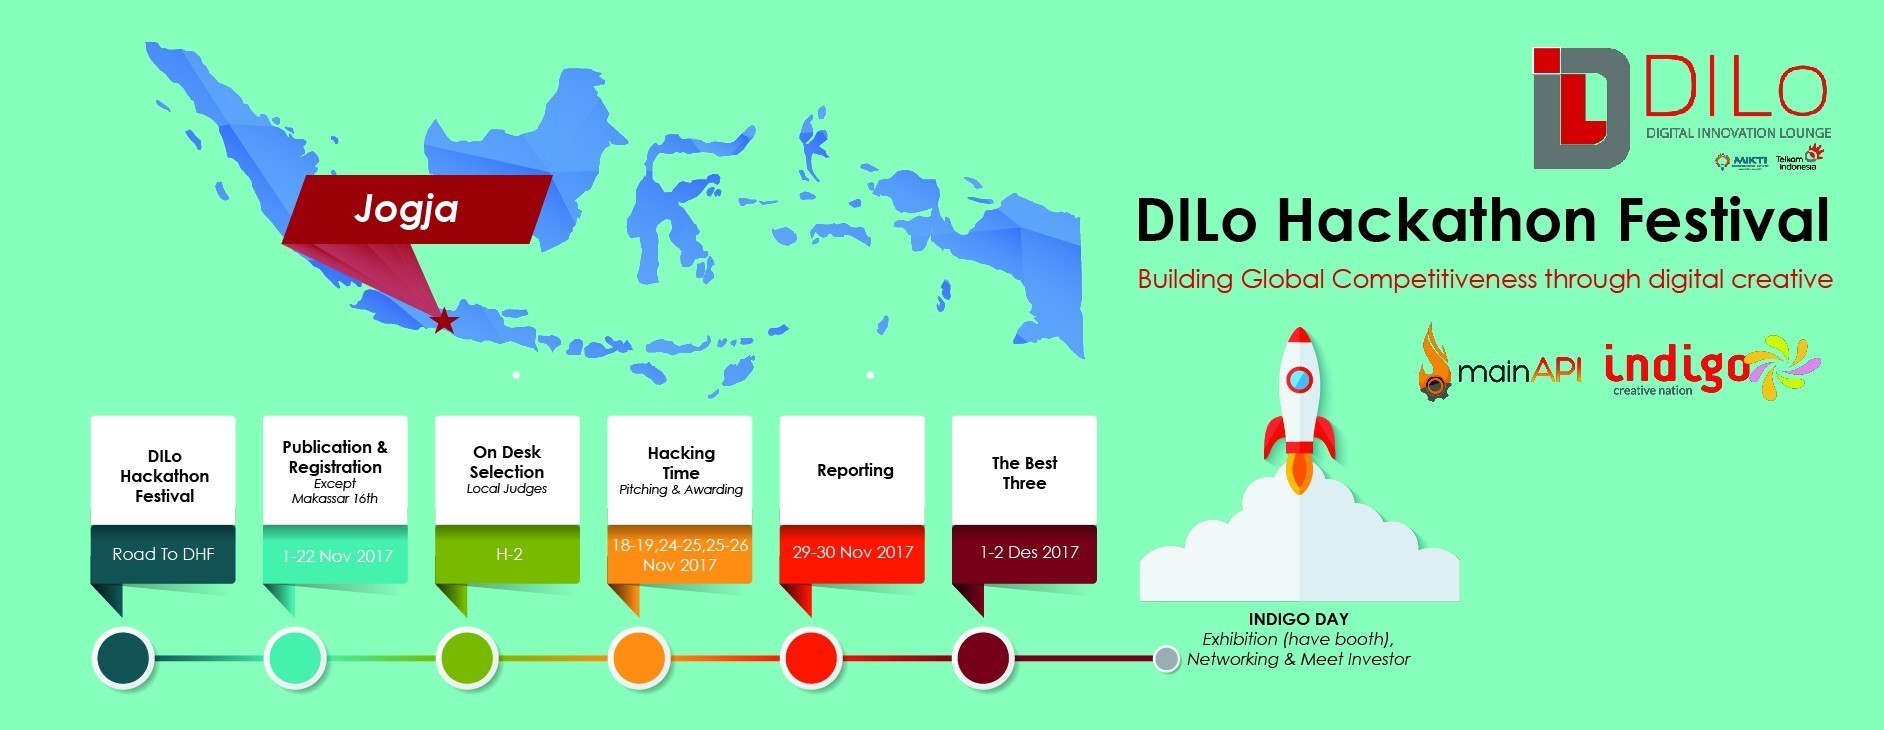 DILo
DIGITAL INNOVATION LOUNGE
MIKTI
Telkom
Indonesia
Jogja
DILo Hackathon Festival
Building Global Competitiveness through digital creative
mainAPI
indigo
creative nation
DILo
Hackathon
Festival
Road To DHF
Publication &
Registration
Except
Makassar 16th
1-22 Nov 2017
On Desk
Selection
Local Judges
H-2
Hacking
Time
Pitching & Awarding
18-19,24-25,25-26
Nov 2017
Reporting
29-30 Nov 2017
The Best
Three
1-2 Des 2017
INDIGO DAY
Exhibition (have booth),
Networking & Meet Investor